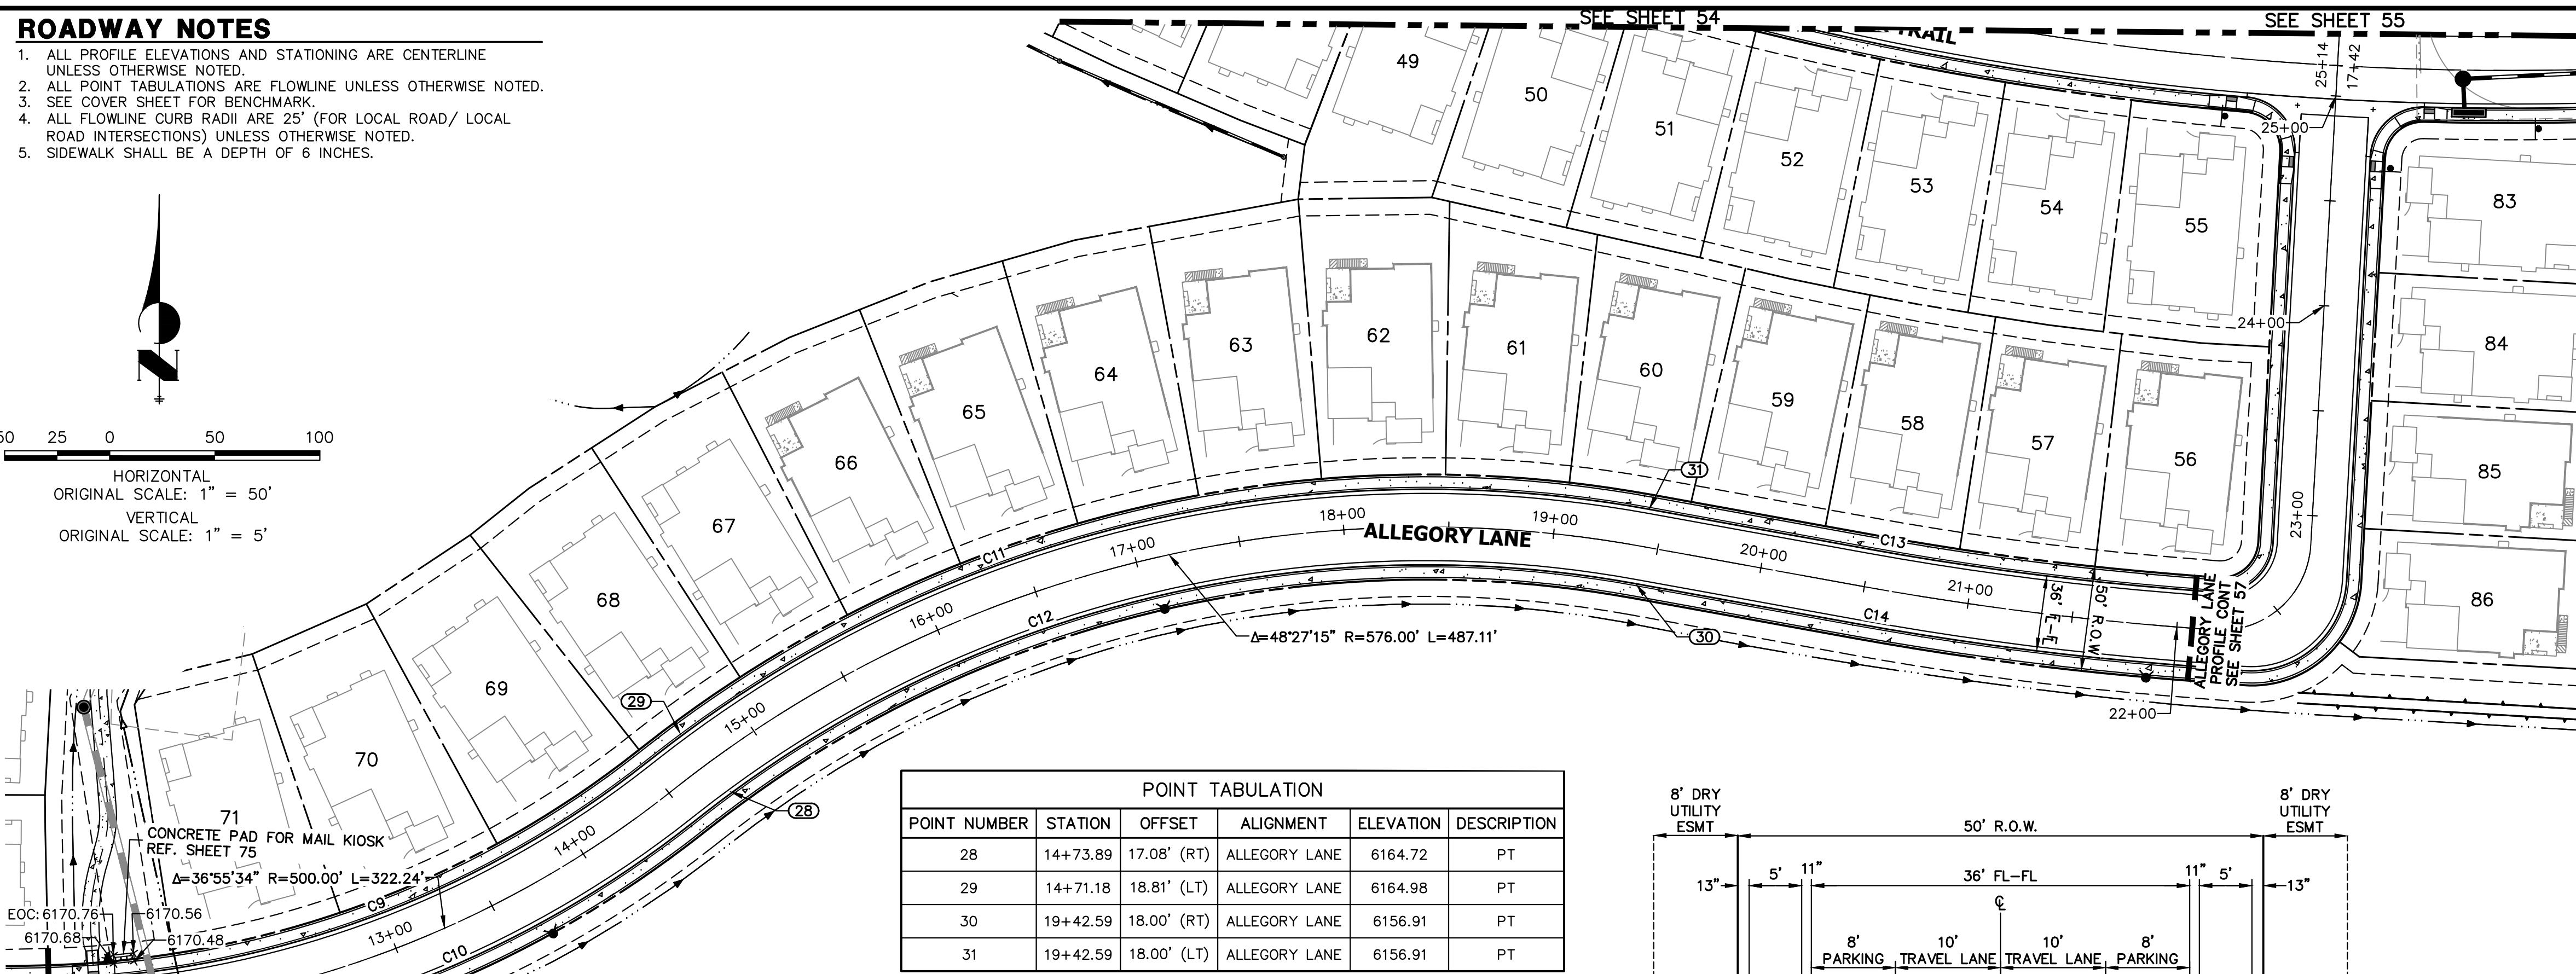 ROADWAY NOTES
1. ALL PROFILE ELEVATIONS AND STATIONING ARE CENTERLINE
UNLESS OTHERWISE NOTED.
2. ALL POINT TABULATIONS ARE FLOWLINE UNLESS OTHERWISE NOTED.
3. SEE COVER SHEET FOR BENCHMARK.
4. ALL FLOWLINE CURB RADII ARE 25' (FOR LOCAL ROAD/ LOCAL
ROAD INTERSECTIONS) UNLESS OTHERWISE NOTED.
5. SIDEWALK SHALL BE A DEPTH OF 6 INCHES.
N
50 25 0 50 100
HORIZONTAL
ORIGINAL SCALE: 1" = 50'
VERTICAL
ORIGINAL SCALE: 1" = 5'
SEE SHEET 54
SEE SHEET 55
TRAIL
25+14
17+42
25+00
24+00
23+00
22+00
49
50
51
52
53
54
55
83
84
85
86
56
57
58
59
60
61
62
63
64
65
66
67
68
69
70
71
31
30
29
28
C11
C12
C13
C14
C9
C10
13+00
14+00
15+00
16+00
17+00
18+00
19+00
20+00
21+00
ALLEGORY LANE
Δ=48°27'15" R=576.00' L=487.11'
36' F-F
50' R.O.W
ALLEGORY LANE
PROFILE CONT
SEE SHEET 57
CONCRETE PAD FOR MAIL KIOSK
REF. SHEET 75
Δ=36°55'34" R=500.00' L=322.24'
EOC: 6170.76
6170.56
6170.68
6170.48
POINT TABULATION
POINT NUMBER STATION OFFSET ALIGNMENT ELEVATION DESCRIPTION
28 14+73.89 17.08' (RT) ALLEGORY LANE 6164.72 PT
29 14+71.18 18.81' (LT) ALLEGORY LANE 6164.98 PT
30 19+42.59 18.00' (RT) ALLEGORY LANE 6156.91 PT
31 19+42.59 18.00' (LT) ALLEGORY LANE 6156.91 PT
8' DRY
UTILITY
ESMT
50' R.O.W.
8' DRY
UTILITY
ESMT
13" 5' 11" 36' FL-FL 11" 5' 13"
℄
8' 10' 10' 8'
PARKING TRAVEL LANE TRAVEL LANE PARKING